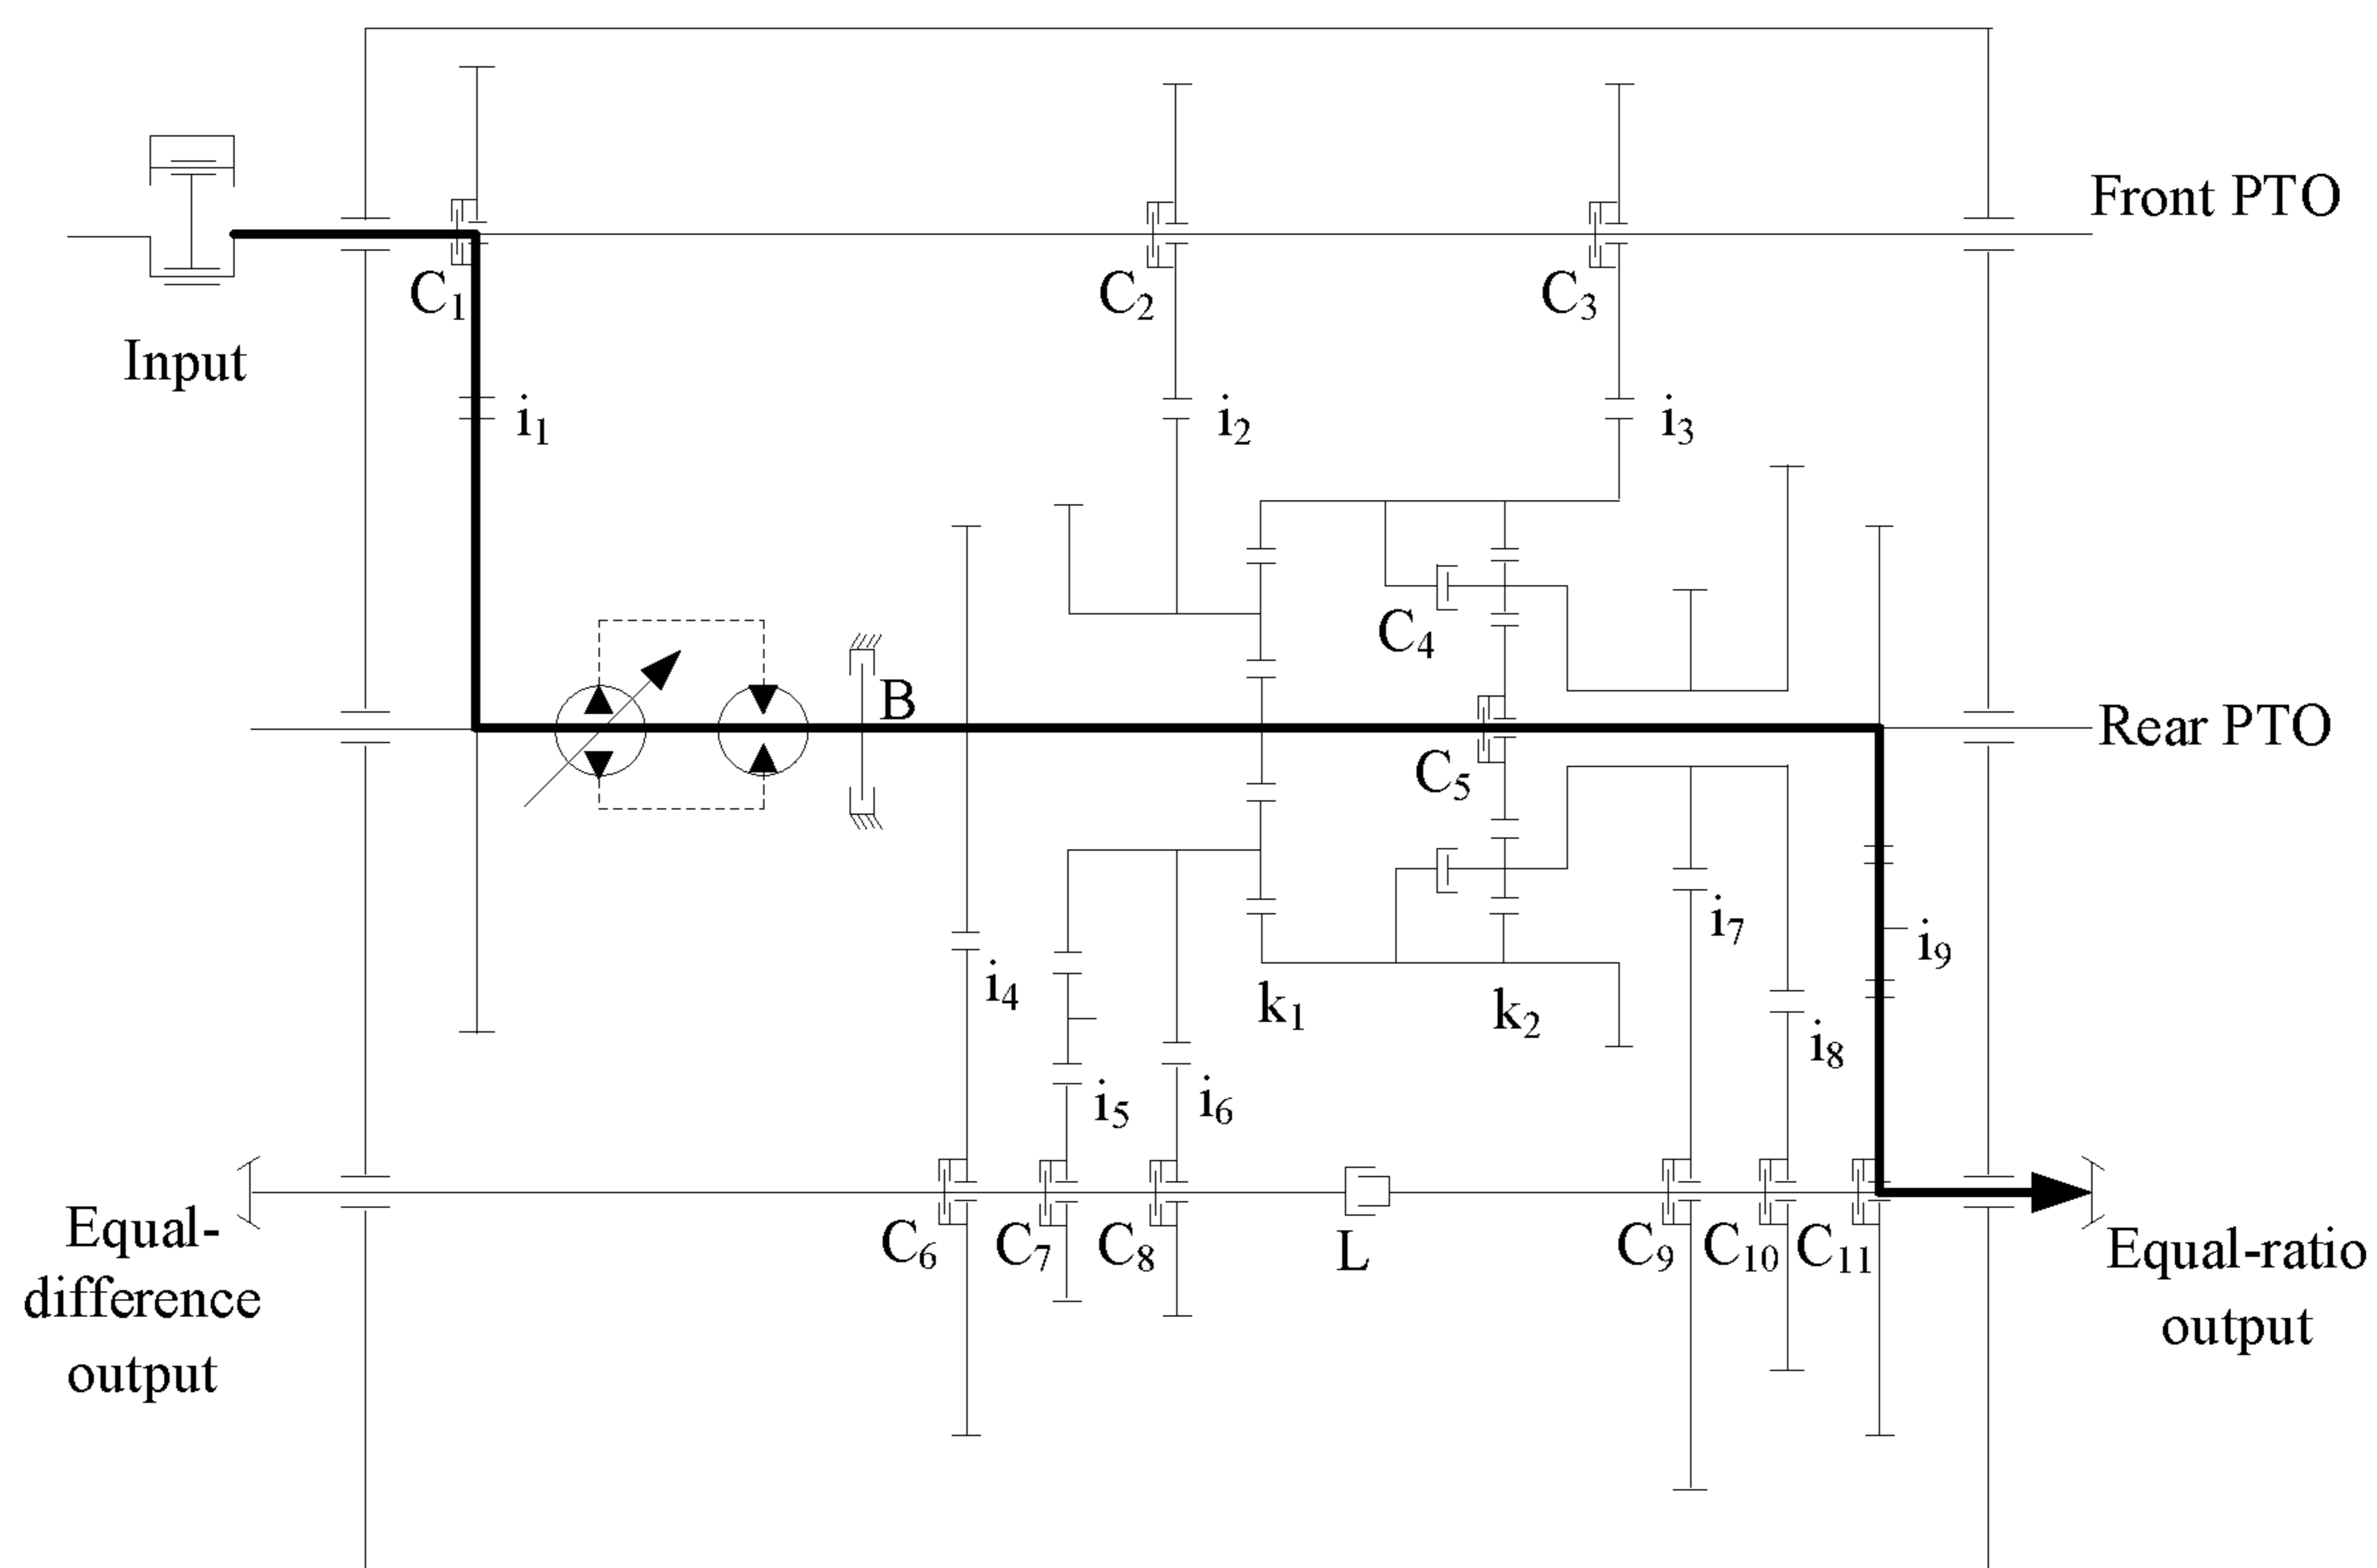 Front PTO
C1
C2
C3
Input
i1
i2
i3
C4
B
Rear PTO
C5
i7
i9
i4
k1
k2
i8
i5
i6
Equal-
difference
output
C6
C7
C8
L
C9
C10
C11
Equal-ratio
output